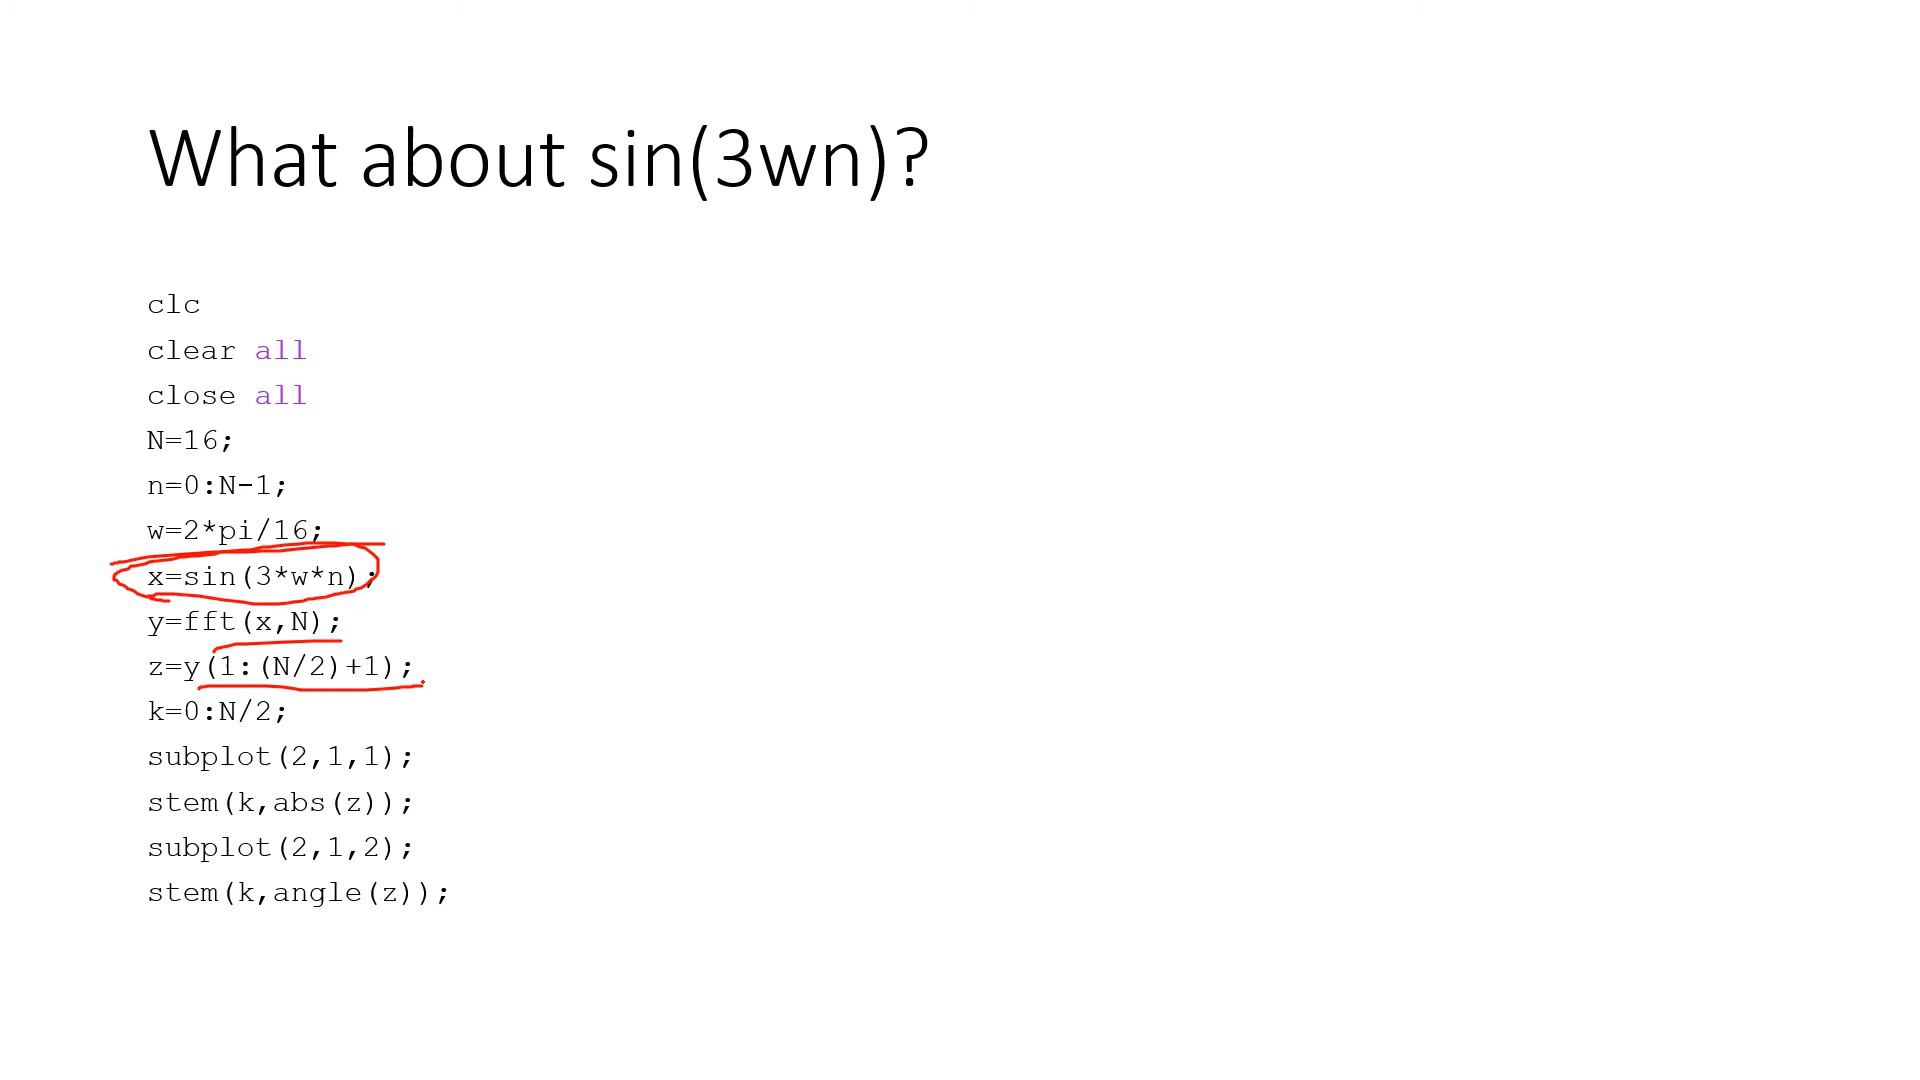 What about sin(3wn)?
clc
clear all
close all
N=16;
n=0:N-1;
w=2*pi/16;
x=sin(3*w*n);
y=fft(x,N);
z=y(1:(N/2)+1);
k=0:N/2;
subplot(2,1,1);
stem(k,abs(z));
subplot(2,1,2);
stem(k,angle(z));